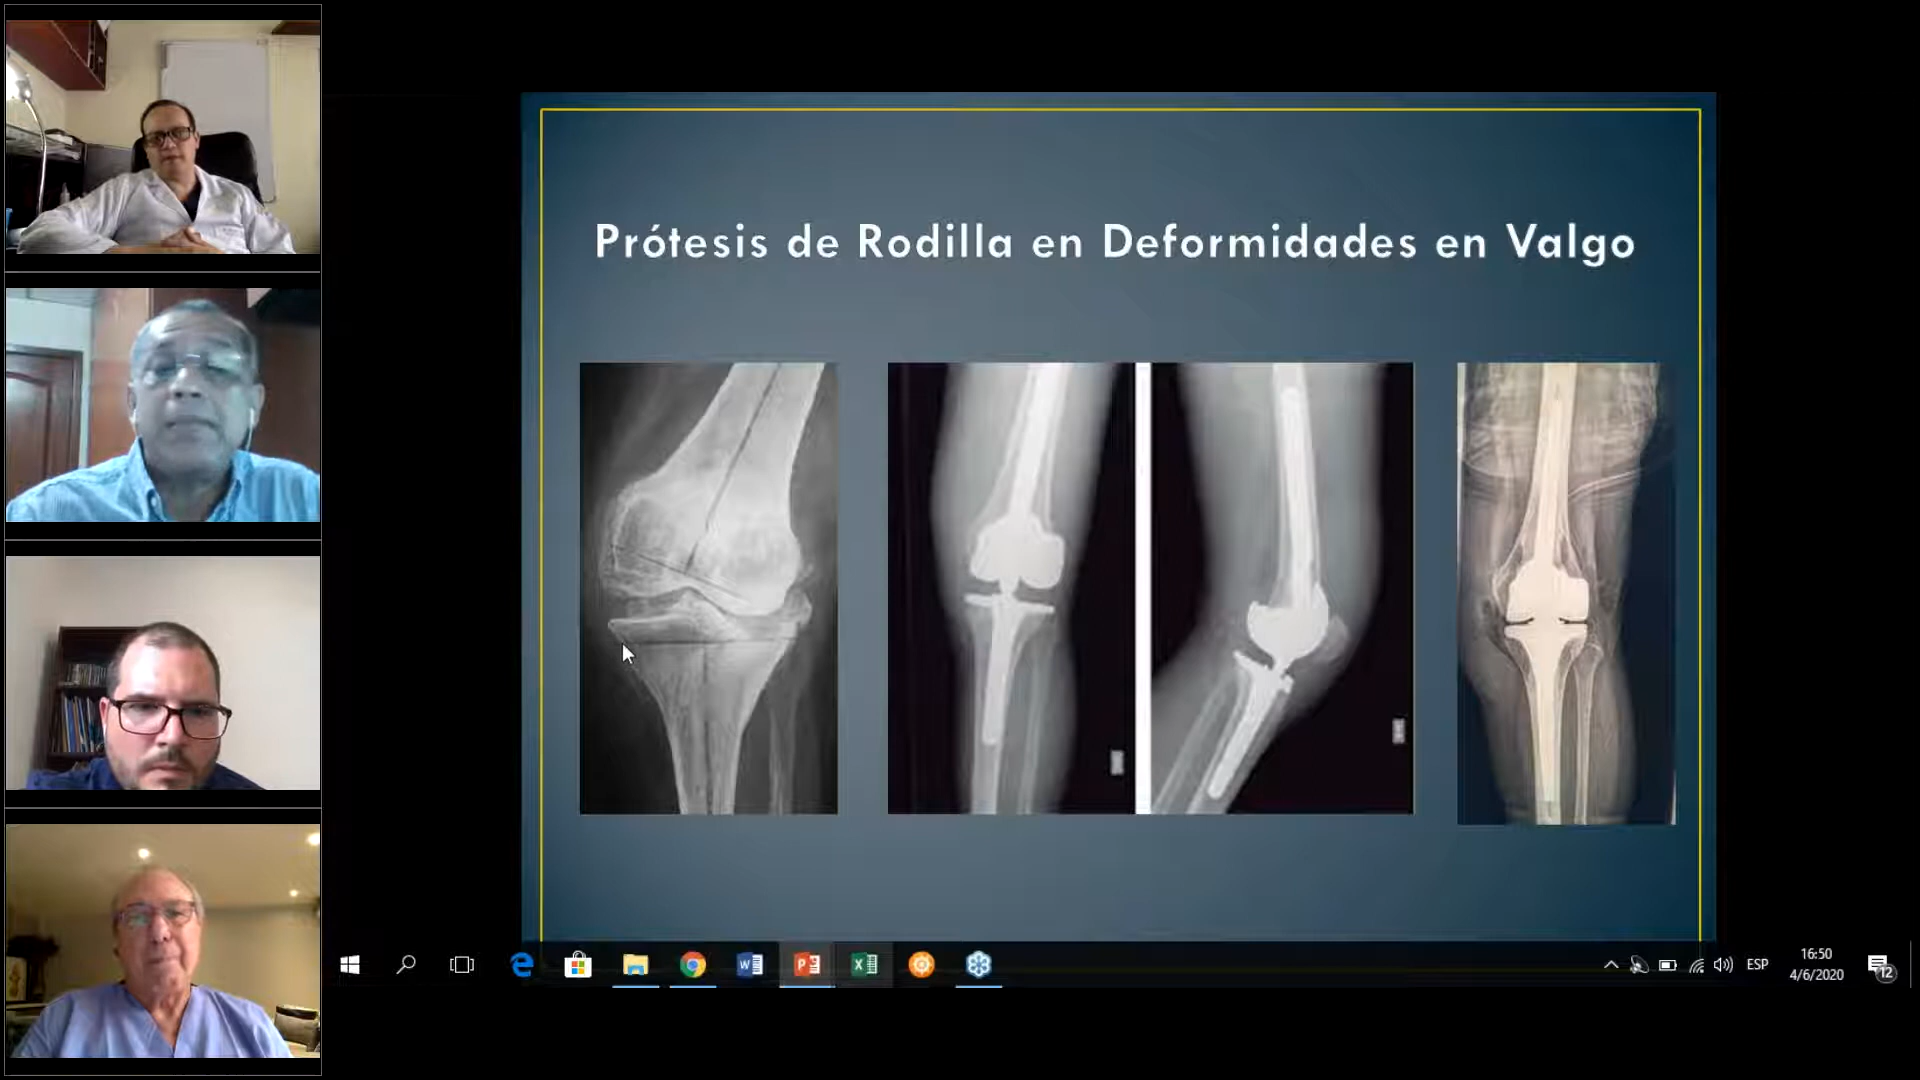 Prótesis de Rodilla en Deformidades en Valgo
ESP
16:50
4/6/2020
12